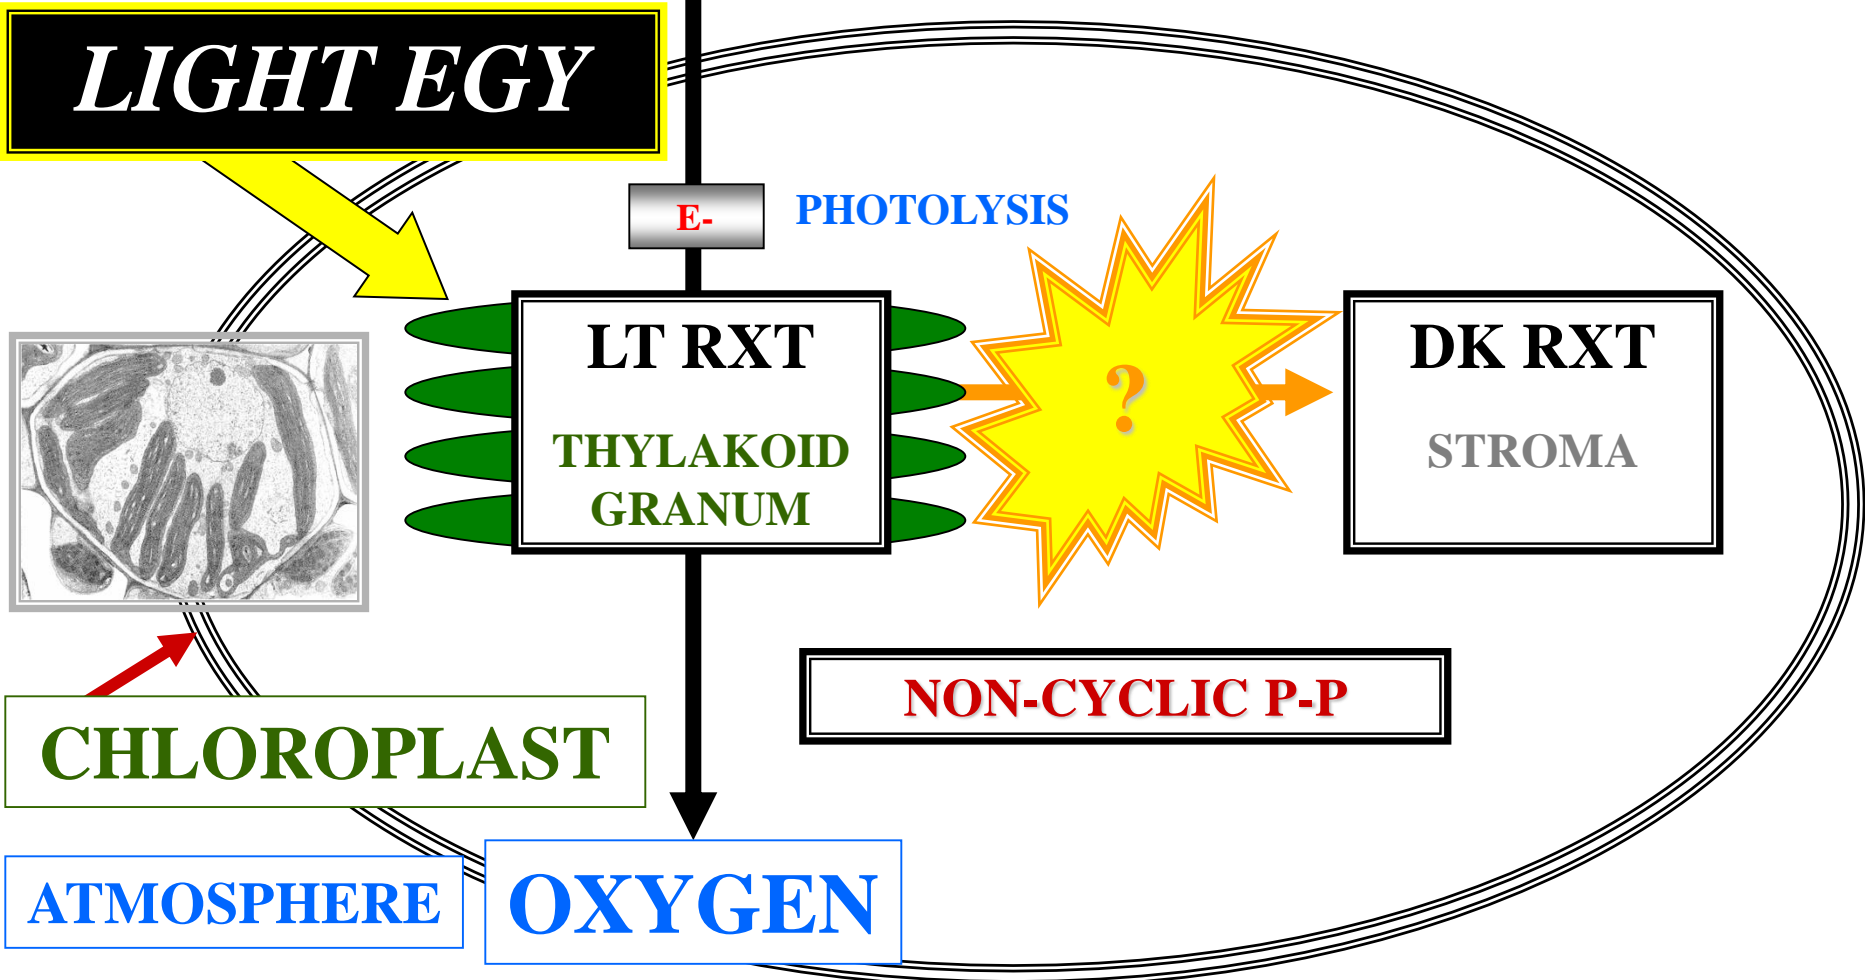 LIGHT EGY
E-
PHOTOLYSIS
LT RXT
THYLAKOID
GRANUM
?
DK RXT
STROMA
NON-CYCLIC P-P
CHLOROPLAST
ATMOSPHERE
OXYGEN